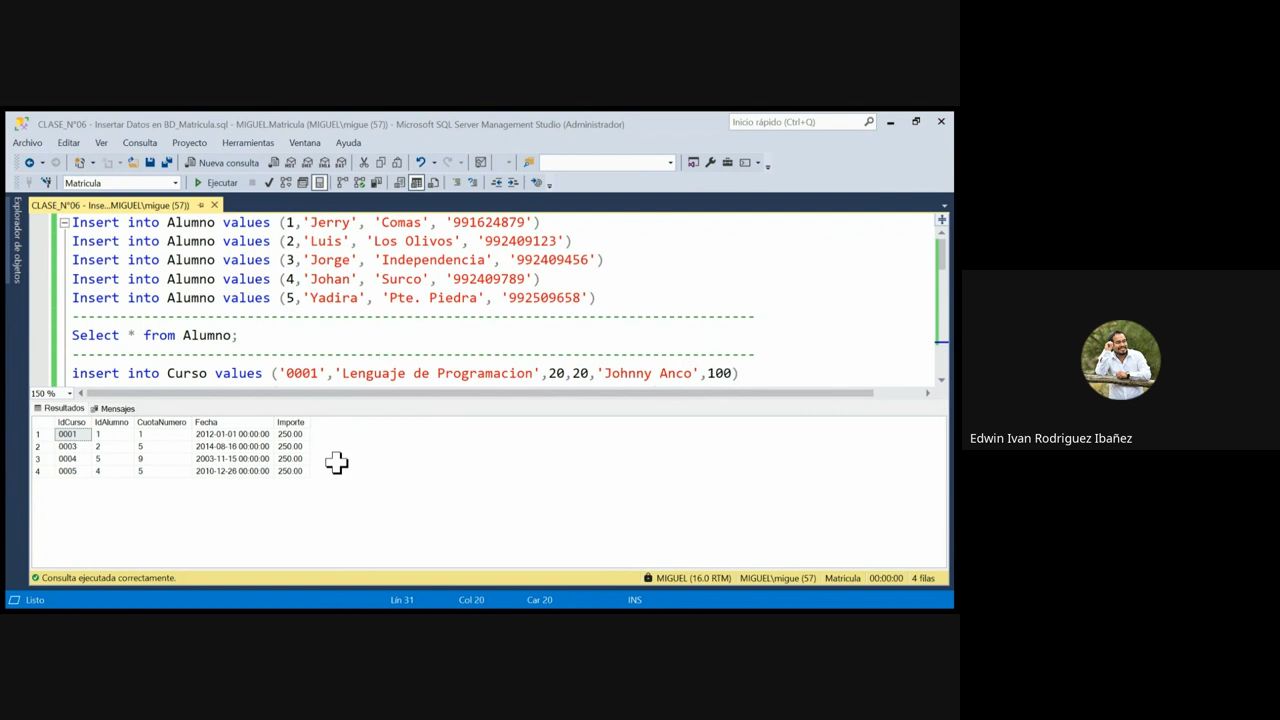 CLASE_N°06 - Insertar Datos en BD_Matricula.sql - MIGUEL.Matricula (MIGUEL\migue (57)) - Microsoft SQL Server Management Studio (Administrador)
Inicio rápido (Ctrl+Q)
Archivo Editar Ver Consulta Proyecto Herramientas Ventana Ayuda
Nueva consulta
Matricula Ejecutar
Explorador de objetos
CLASE_N°06 - Inse...MIGUEL\migue (57))
Insert into Alumno values (1,'Jerry', 'Comas', '991624879')
Insert into Alumno values (2,'Luis', 'Los Olivos', '992409123')
Insert into Alumno values (3,'Jorge', 'Independencia', '992409456')
Insert into Alumno values (4,'Johan', 'Surco', '992409789')
Insert into Alumno values (5,'Yadira', 'Pte. Piedra', '992509658')
--------------------------------------------------------------------------------------
Select * from Alumno;
--------------------------------------------------------------------------------------
insert into Curso values ('0001','Lenguaje de Programacion',20,20,'Johnny Anco',100)
150 %
Resultados Mensajes
IdCurso IdAlumno CuotaNumero Fecha Importe
1 0001 1 1 2012-01-01 00:00:00 250.00
2 0003 2 5 2014-08-16 00:00:00 250.00
3 0004 5 9 2003-11-15 00:00:00 250.00
4 0005 4 5 2010-12-26 00:00:00 250.00
Consulta ejecutada correctamente. MIGUEL (16.0 RTM) MIGUEL\migue (57) Matricula 00:00:00 4 filas
Listo Lín 31 Col 20 Car 20 INS
Edwin Ivan Rodriguez Ibañez